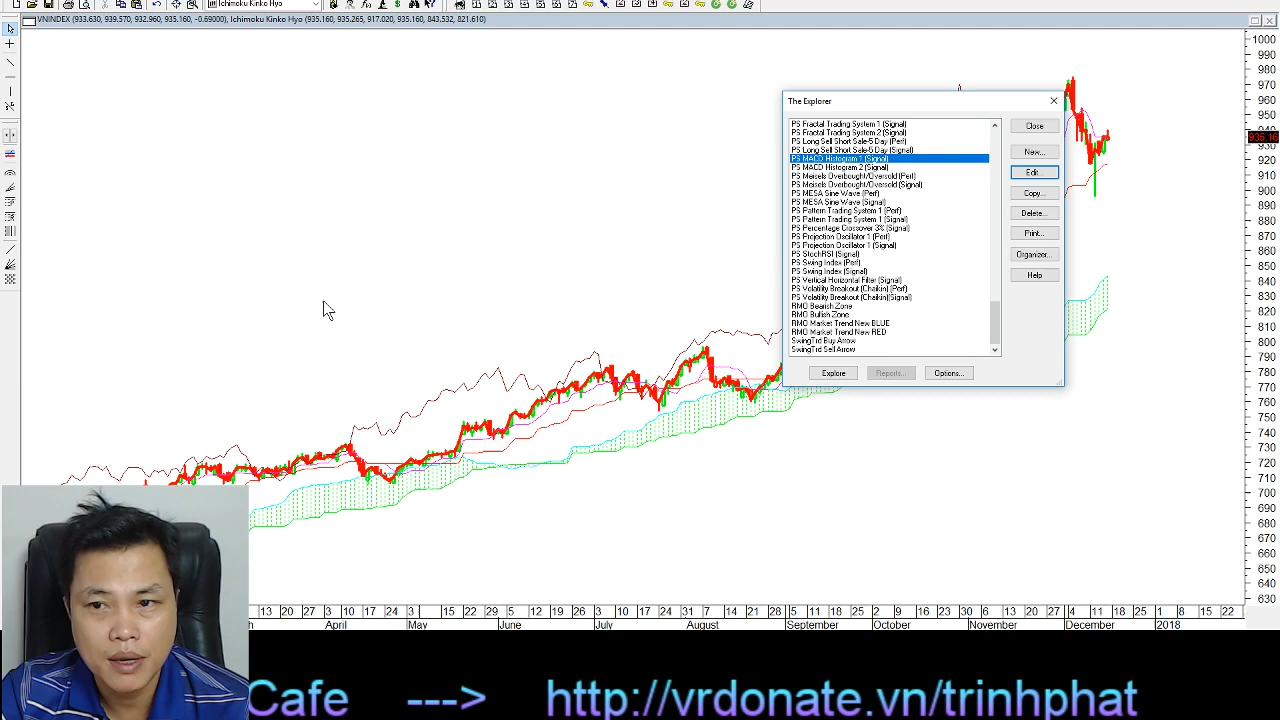 Ichimoku Kinko Hyo
VNINDEX (933.630, 939.570, 932.960, 935.160, -0.69000), Ichimoku Kinko Hyo (935.160, 935.265, 917.020, 935.160, 843.532, 821.610)
The Explorer
PS Fractal Trading System 1 (Signal)
PS Fractal Trading System 2 (Signal)
PS Long Sell Short Sale-5 Day (Perf)
PS Long Sell Short Sale-5 Day (Signal)
PS MACD Histogram 1 (Signal)
PS MACD Histogram 2 (Signal)
PS Meisels Overbought/Oversold (Perf)
PS Meisels Overbought/Oversold (Signal)
PS MESA Sine Wave (Perf)
PS MESA Sine Wave (Signal)
PS Pattern Trading System 1 (Perf)
PS Pattern Trading System 1 (Signal)
PS Percentage Crossover 3% (Signal)
PS Projection Oscillator 1 (Perf)
PS Projection Oscillator 1 (Signal)
PS StochRSI (Signal)
PS Swing Index (Perf)
PS Swing Index (Signal)
PS Vertical Horizontal Filter (Signal)
PS Volatility Breakout (Chaikin) (Perf)
PS Volatility Breakout (Chaikin)(Signal)
RMO Bearish Zone
RMO Bullish Zone
RMO Market Trend New BLUE
RMO Market Trend New RED
SwingTrd Buy Arrow
SwingTrd Sell Arrow
Close
New...
Edit...
Copy...
Delete...
Print...
Organizer...
Help
Explore
Reports...
Options...
1000
990
980
970
960
950
940
935.16
930
920
910
900
890
880
870
860
850
840
830
820
810
800
790
780
770
760
750
740
730
720
710
700
690
680
670
660
650
640
630
13 20 27 3 10 17 24 3 15 22 29 5 12 19 26 3 10 17 24 31 7 14 21 28 5 11 18 25 2 16 23 30 6 13 20 27 4 11 18 25 1 8 15 22
April May June July August September October November December 2018
Cafe ---> http://vrdonate.vn/trinhphat